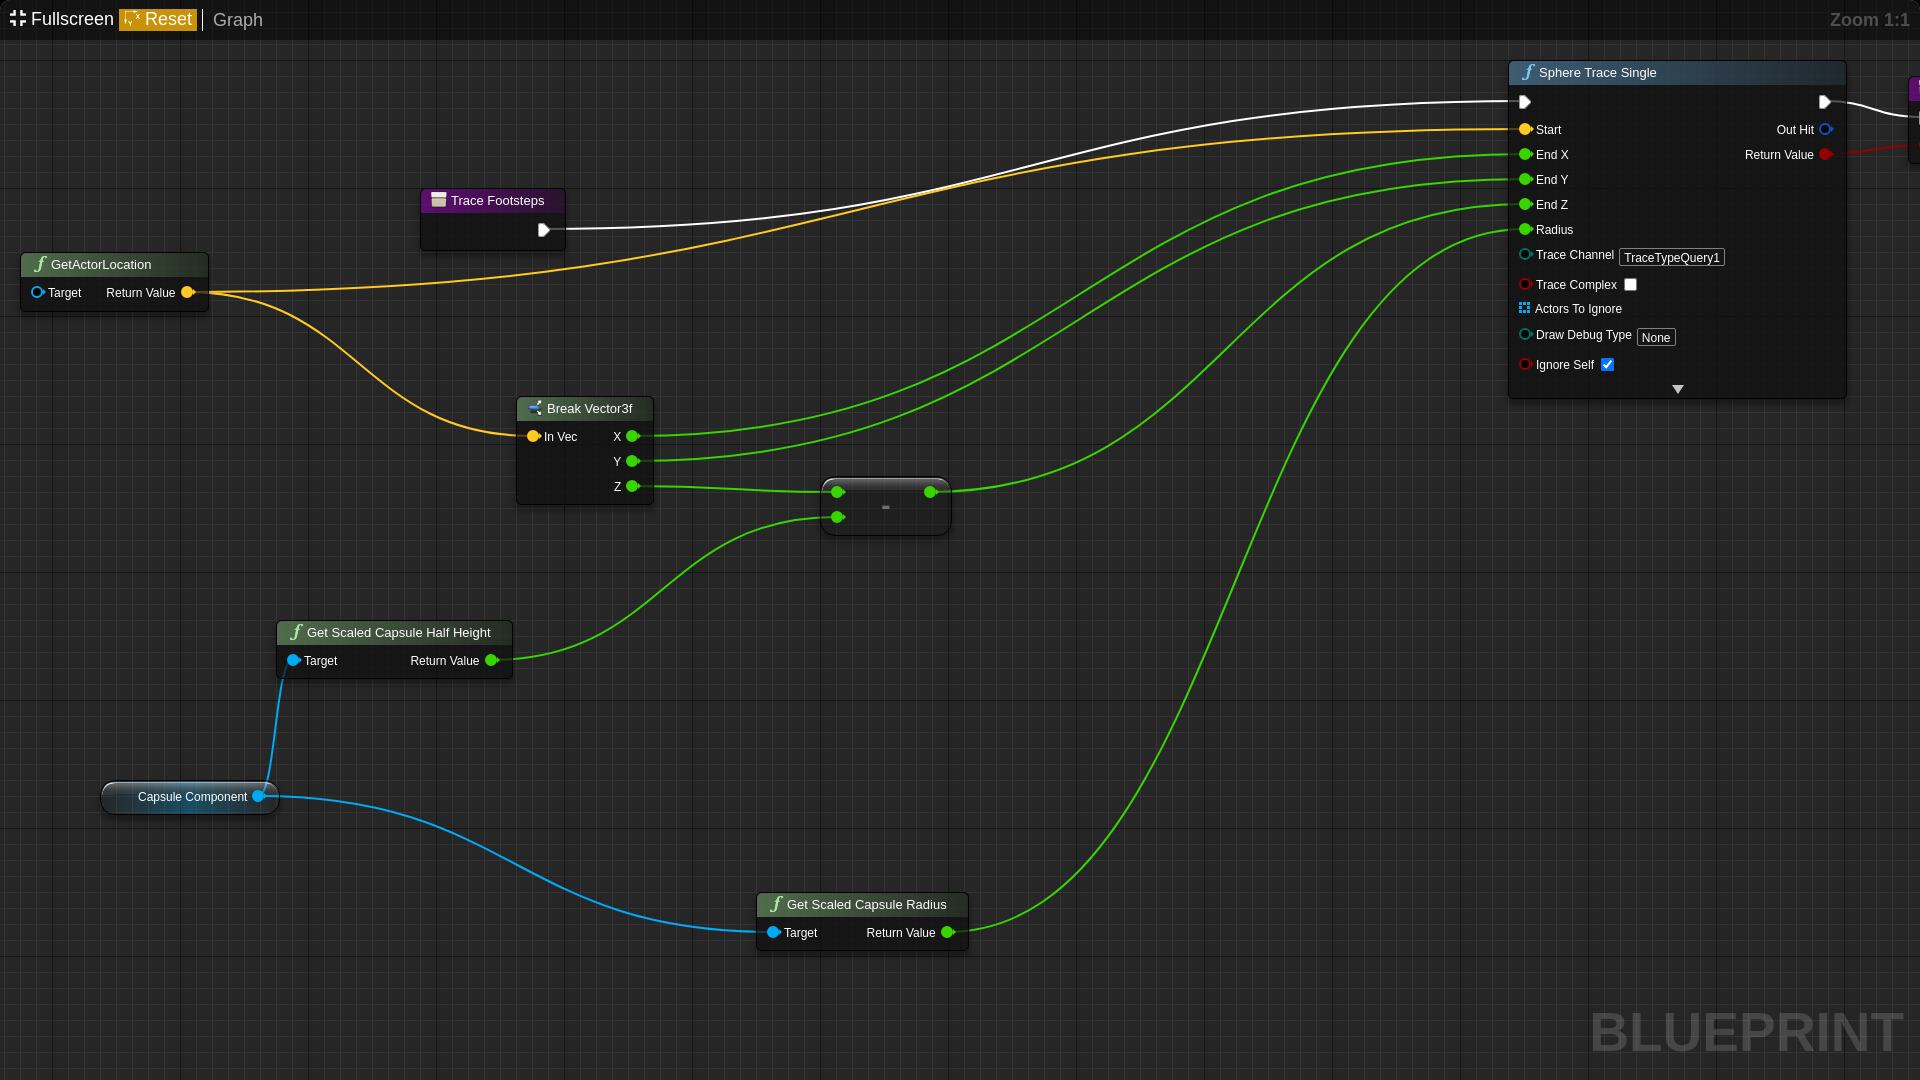 Fullscreen Reset Graph
Zoom 1:1
Sphere Trace Single
Start
Out Hit
End X
Return Value
End Y
End Z
Radius
Trace Channel TraceTypeQuery1
Trace Complex
Actors To Ignore
Draw Debug Type None
Ignore Self
Trace Footsteps
GetActorLocation
Target Return Value
Break Vector3f
In Vec X
Y
Z
-
Get Scaled Capsule Half Height
Target Return Value
Capsule Component
Get Scaled Capsule Radius
Target Return Value
BLUEPRINT